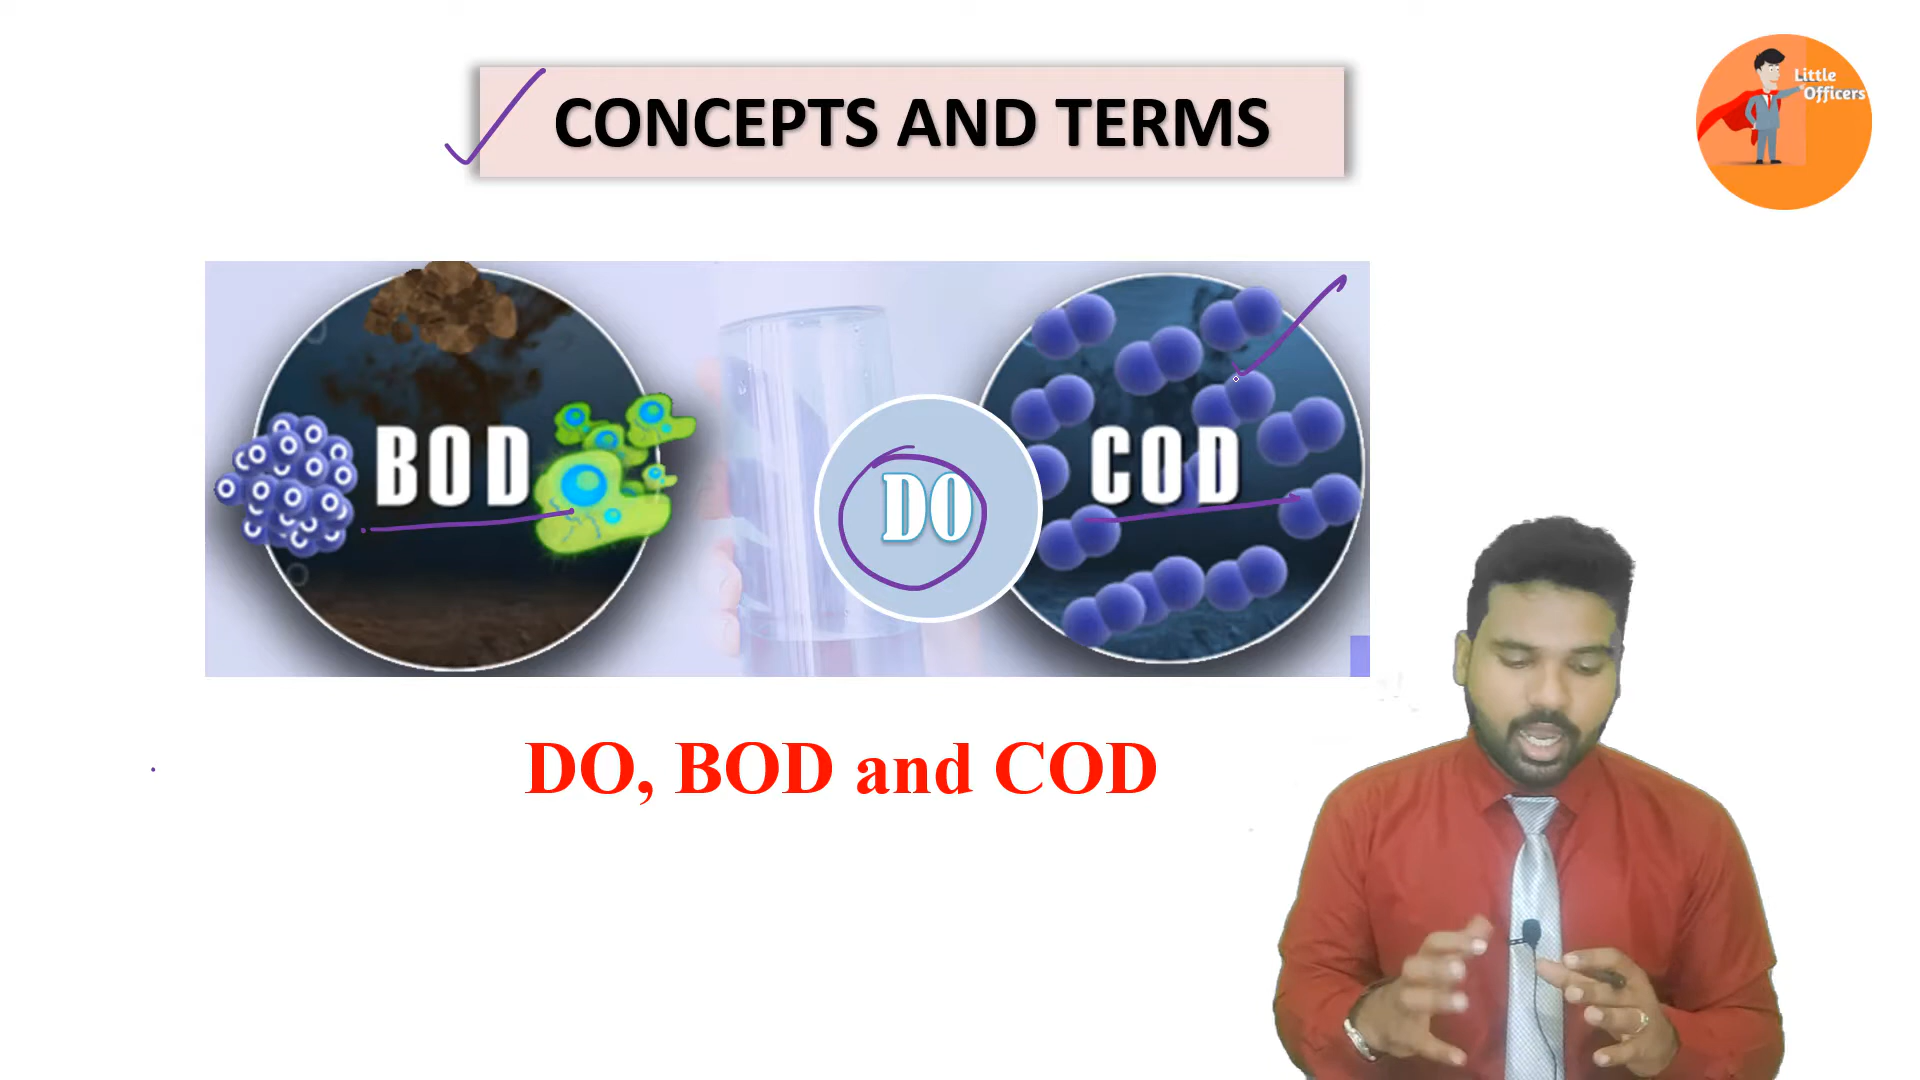 CONCEPTS AND TERMS
Little
Officers
BOD
DO
COD
DO, BOD and COD